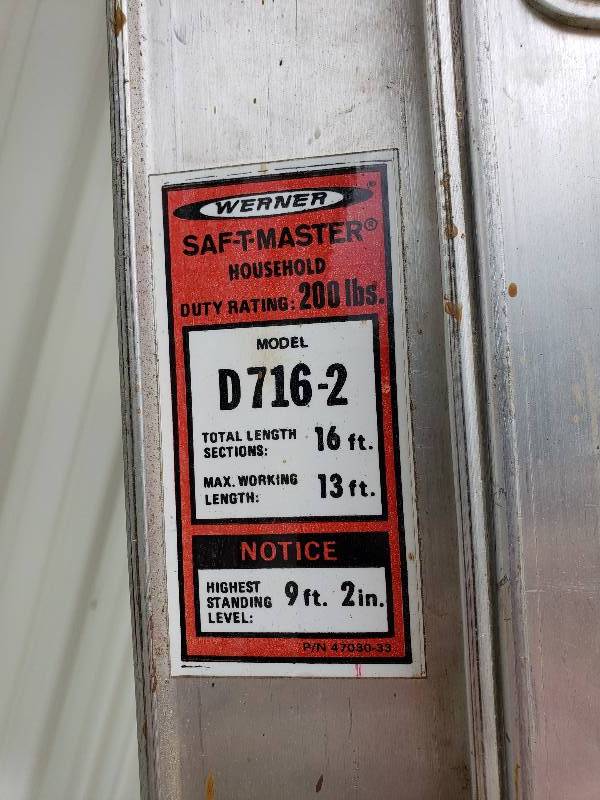 WERNER®
SAF-T-MASTER®
HOUSEHOLD
DUTY RATING: 200 lbs.
MODEL
D716-2
TOTAL LENGTH SECTIONS: 16 ft.
MAX. WORKING LENGTH: 13 ft.
NOTICE
HIGHEST STANDING LEVEL: 9 ft. 2 in.
P/N 47030-33